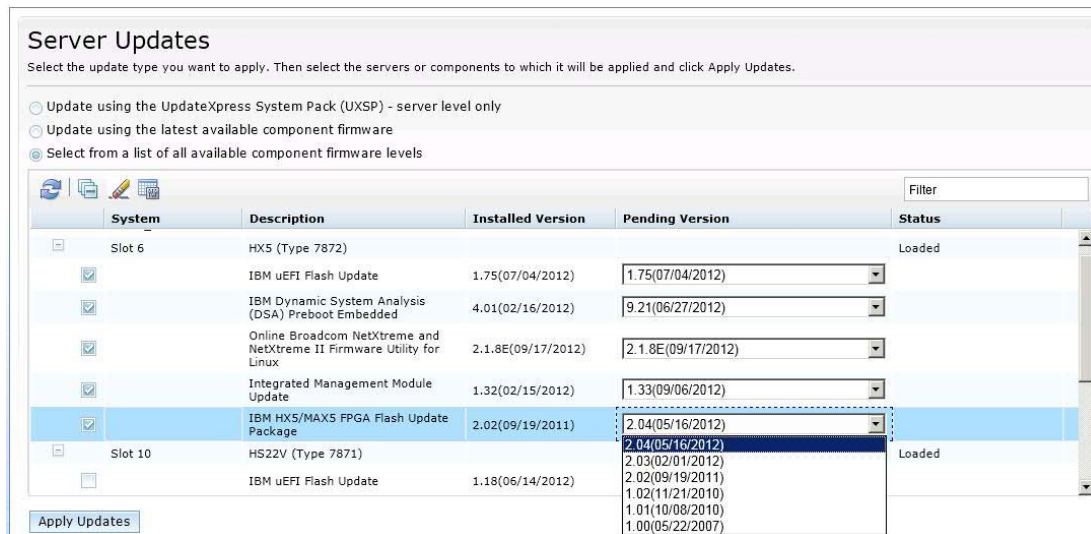 Server Updates
Select the update type you want to apply. Then select the servers or components to which it will be applied and click Apply Updates.
Update using the UpdateXpress System Pack (UXSP) - server level only
Update using the latest available component firmware
Select from a list of all available component firmware levels
Filter
System Description Installed Version Pending Version Status
Slot 6 HX5 (Type 7872) Loaded
IBM uEFI Flash Update 1.75(07/04/2012) 1.75(07/04/2012)
IBM Dynamic System Analysis
(DSA) Preboot Embedded 4.01(02/16/2012) 9.21(06/27/2012)
Online Broadcom NetXtreme and
NetXtreme II Firmware Utility for
Linux 2.1.8E(09/17/2012) 2.1.8E(09/17/2012)
Integrated Management Module
Update 1.32(02/15/2012) 1.33(09/06/2012)
IBM HX5/MAX5 FPGA Flash Update
Package 2.02(09/19/2011) 2.04(05/16/2012)
2.04(05/16/2012)
2.03(02/01/2012)
2.02(09/19/2011)
1.02(11/21/2010)
1.01(10/08/2010)
1.00(05/22/2007)
Slot 10 HS22V (Type 7871) Loaded
IBM uEFI Flash Update 1.18(06/14/2012)
Apply Updates